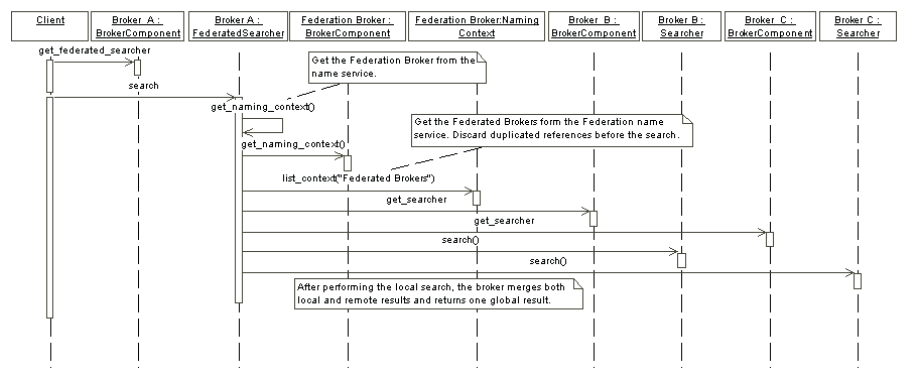 Client
Broker A :
BrokerComponent
Broker A :
FederatedSearcher
Federation Broker :
BrokerComponent
Federation Broker:Naming
Context
Broker B :
BrokerComponent
Broker B :
Searcher
Broker C :
BrokerComponent
Broker C :
Searcher
get_federated_searcher
Get the Federation Broker from the
name service.
search
get_naming_context()
Get the Federated Brokers form the Federation name
service. Discard duplicated references before the search.
get_naming_context()
list_context("Federated Brokers")
get_searcher
get_searcher
search()
search()
After performing the local search, the broker merges both
local and remote results and returns one global result.